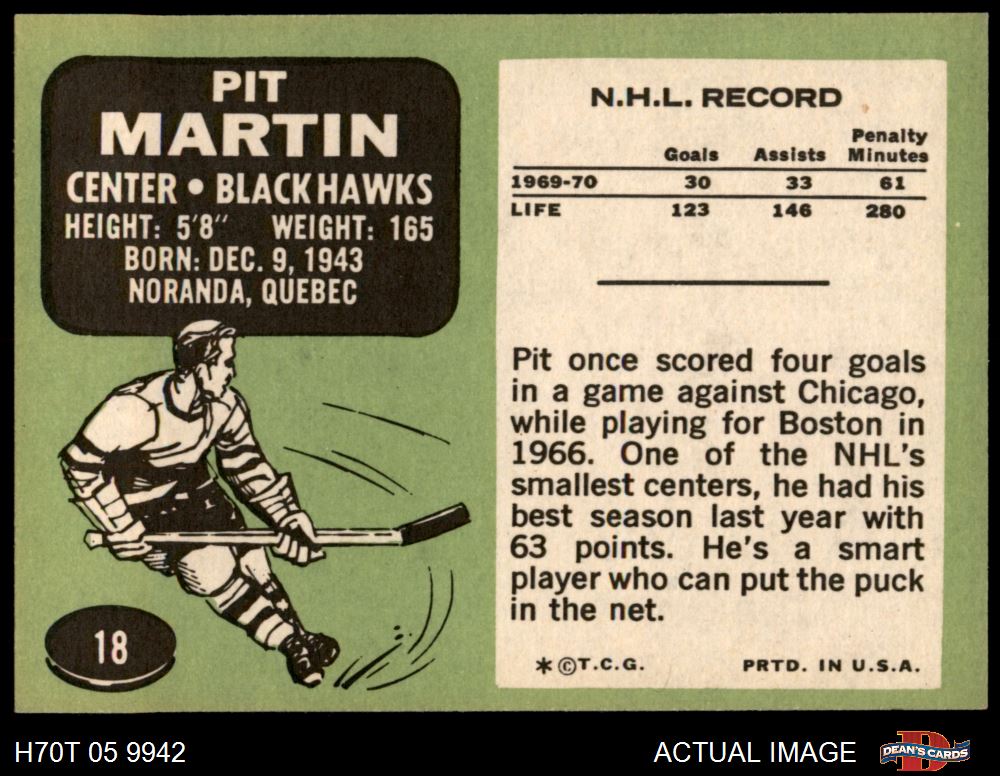 PIT
MARTIN
CENTER • BLACK HAWKS
HEIGHT: 5'8" WEIGHT: 165
BORN: DEC. 9, 1943
NORANDA, QUEBEC
18
N.H.L. RECORD
Goals Assists Penalty Minutes
1969-70 30 33 61
LIFE 123 146 280
Pit once scored four goals
in a game against Chicago,
while playing for Boston in
1966. One of the NHL's
smallest centers, he had his
best season last year with
63 points. He's a smart
player who can put the puck
in the net.
*©T.C.G. PRTD. IN U.S.A.
H70T 05 9942
ACTUAL IMAGE
D
DEAN'S CARDS